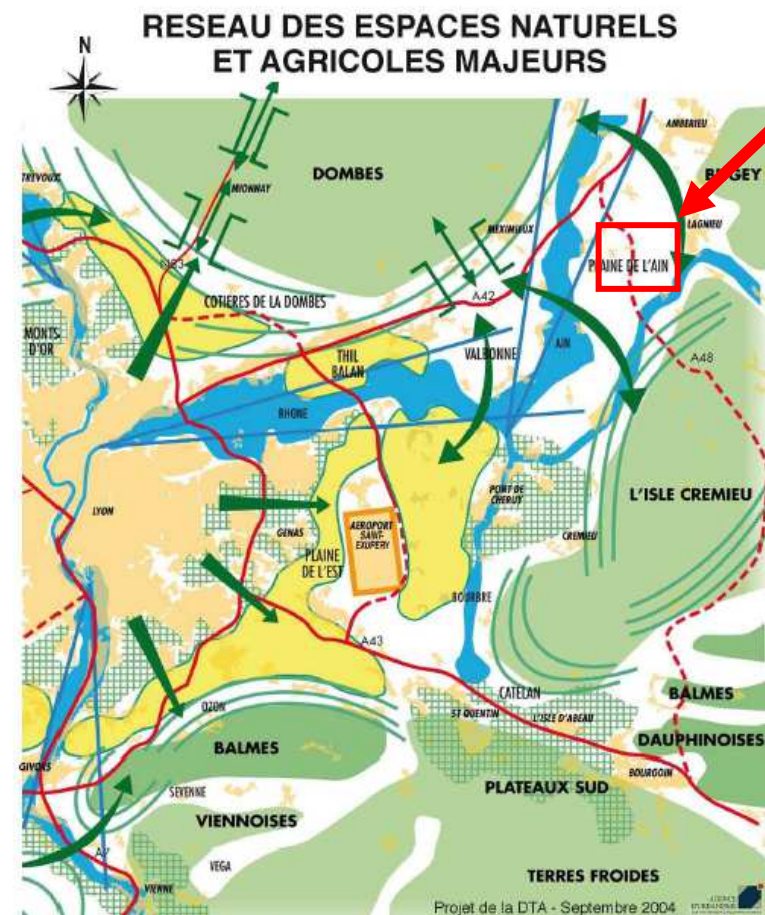 RESEAU DES ESPACES NATURELS
ET AGRICOLES MAJEURS
N
AMBERIEU
DOMBES
BUGEY
TREVOUX
MIONNAY
LAGNIEU
MEXIMIEUX
PLAINE DE L'AIN
COTIERES DE LA DOMBES
A42
MONTS
D'OR
THIL
BALAN
VALBONNE
AIN
A48
RHONE
LYON
PONT DE
CHERUY
L'ISLE CREMIEU
GENAS
AEROPORT
SAINT-
EXUPERY
CREMIEU
PLAINE
DE L'EST
BOURBRE
A43
CATELAN
BALMES
OZON
ST QUENTIN
L'ISLE D'ABEAU
DAUPHINOISES
BALMES
GIVORS
BOURGOIN
SEVENNE
PLATEAUX SUD
VIENNOISES
A7
VEGA
VIENNE
TERRES FROIDES
Projet de la DTA - Septembre 2004